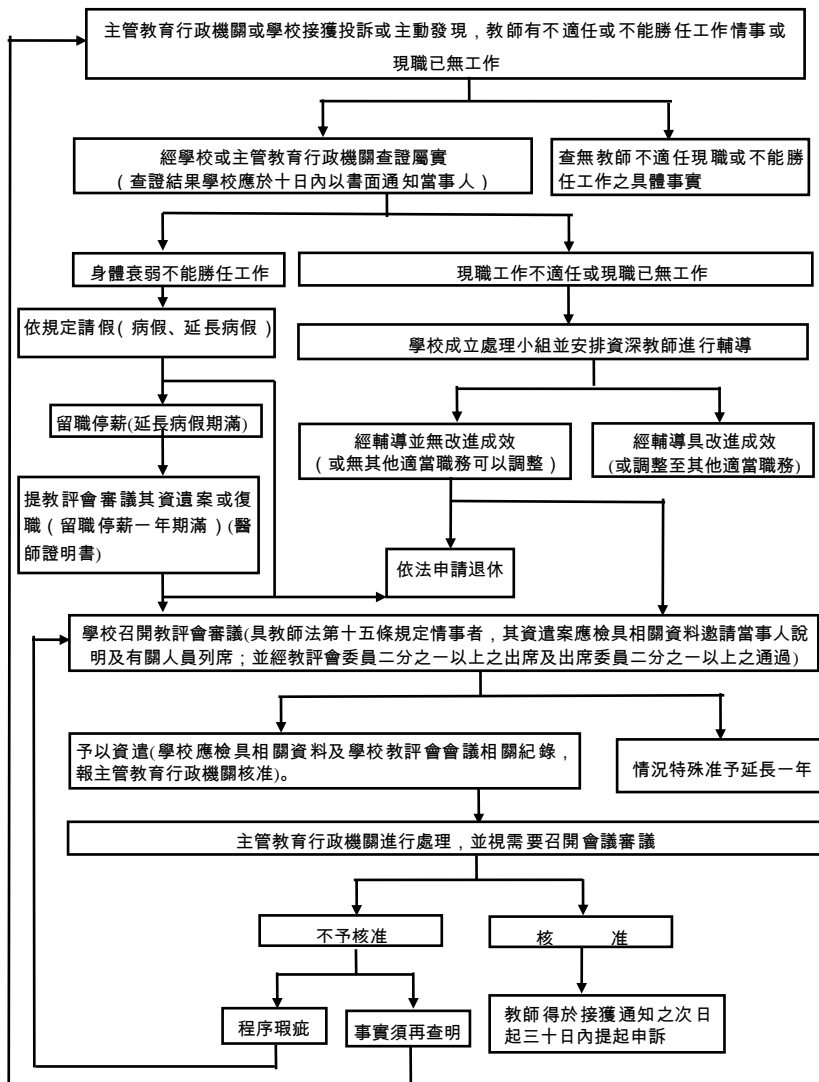 主管教育行政機關或學校接獲投訴或主動發現，教師有不適任或不能勝任工作情事或
現職已無工作
經學校或主管教育行政機關查證屬實
（查證結果學校應於十日內以書面通知當事人）
查無教師不適任現職或不能勝
任工作之具體事實
身體衰弱不能勝任工作
現職工作不適任或現職已無工作
依規定請假（病假、延長病假）
學校成立處理小組並安排資深教師進行輔導
留職停薪(延長病假期滿)
經輔導並無改進成效
（或無其他適當職務可以調整）
經輔導具改進成效
(或調整至其他適當職務)
提教評會審議其資遣案或復
職（留職停薪一年期滿）(醫
師證明書)
依法申請退休
學校召開教評會審議(具教師法第十五條規定情事者，其資遣案應檢具相關資料邀請當事人說
明及有關人員列席；並經教評會委員二分之一以上之出席及出席委員二分之一以上之通過)
予以資遣(學校應檢具相關資料及學校教評會會議相關紀錄，
報主管教育行政機關核准)。
情況特殊准予延長一年
主管教育行政機關進行處理，並視需要召開會議審議
不予核准
核　　准
程序瑕疵
事實須再查明
教師得於接獲通知之次日
起三十日內提起申訴